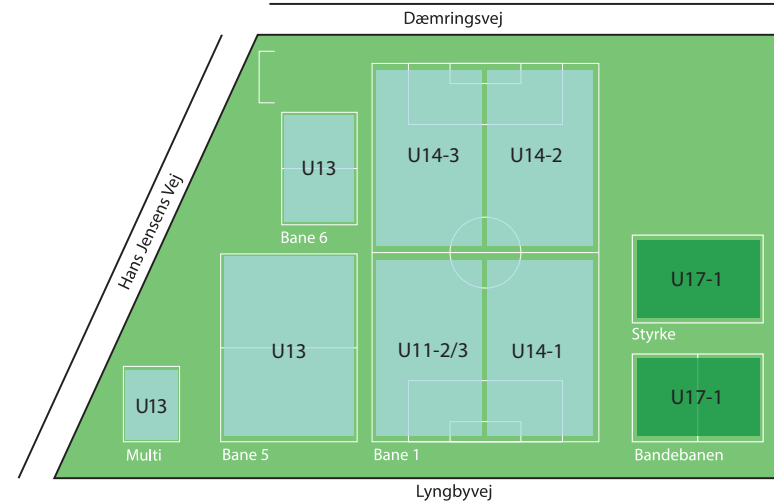 Dæmringsvej
Hans Jensens Vej
U13
Bane 6
U14-3
U14-2
U13
Bane 5
U13
Multi
U11-2/3
U14-1
Bane 1
U17-1
Styrke
U17-1
Bandebanen
Lyngbyvej